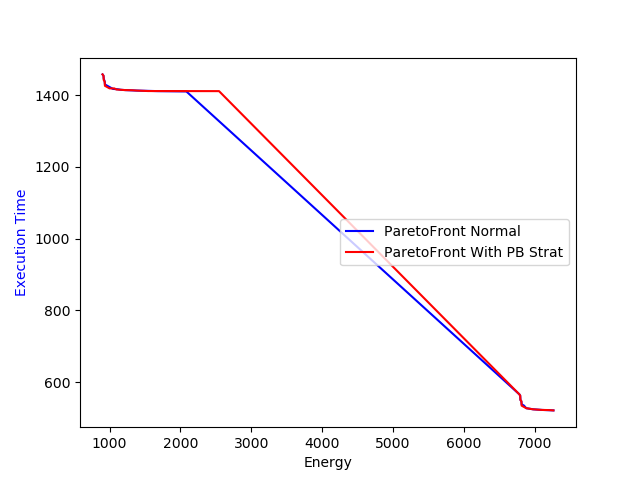 1400
1200
1000
800
600
Execution Time
ParetoFront Normal
ParetoFront With PB Strat
1000 2000 3000 4000 5000 6000 7000
Energy